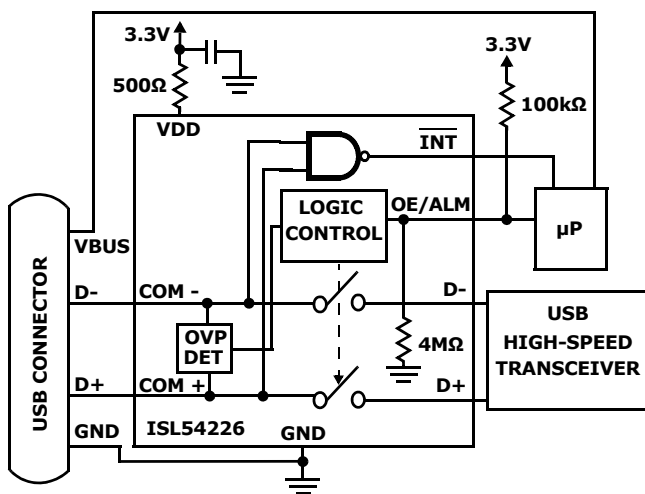 3.3V
500Ω
VDD
3.3V
100kΩ
INT
LOGIC
CONTROL
OE/ALM
µP
USB CONNECTOR
VBUS
D-
COM -
D-
OVP
DET
4MΩ
USB
HIGH-SPEED
TRANSCEIVER
D+
COM +
D+
GND
ISL54226
GND